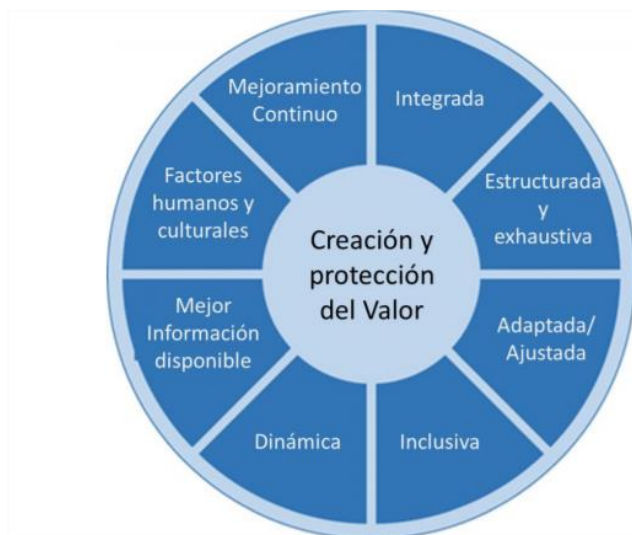 Mejoramiento
Continuo
Integrada
Estructurada
y
exhaustiva
Adaptada/
Ajustada
Inclusiva
Dinámica
Mejor
Información
disponible
Factores
humanos y
culturales
Creación y
protección
del Valor